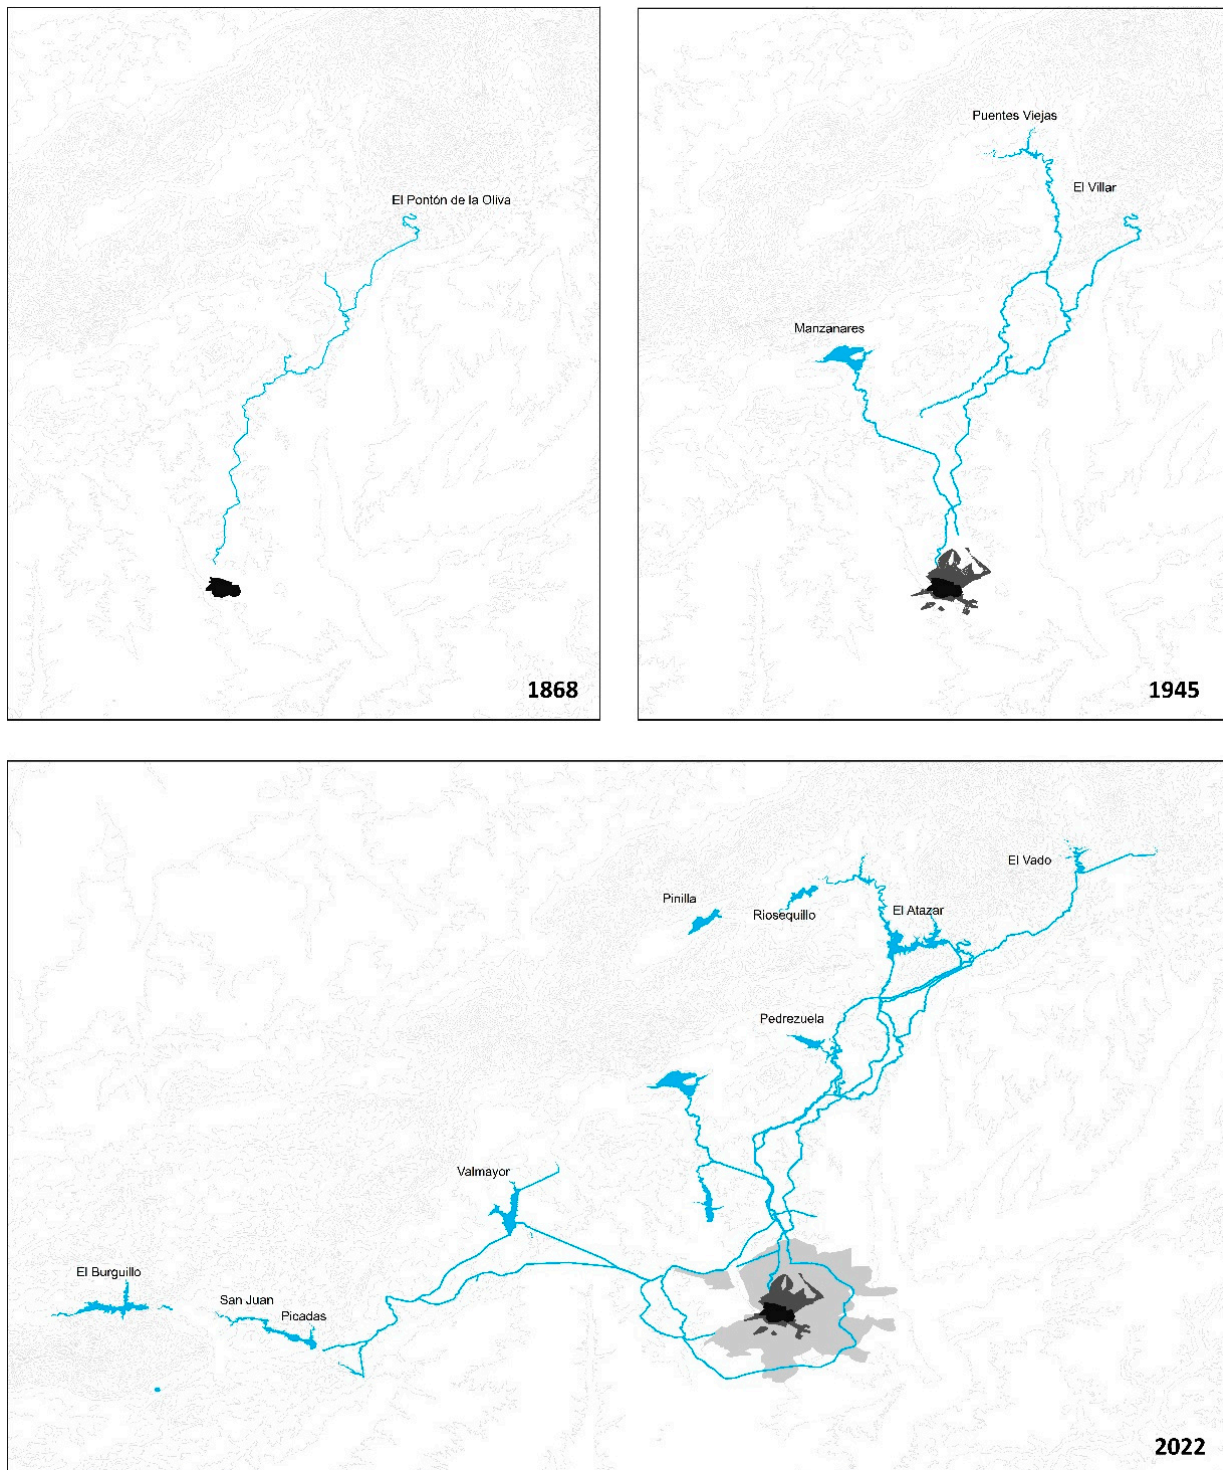 El Pontón de la Oliva
1868
Puentes Viejas
El Villar
Manzanares
1945
El Vado
Pinilla
Riosequillo
El Atazar
Pedrezuela
Valmayor
El Burguillo
San Juan
Picadas
2022